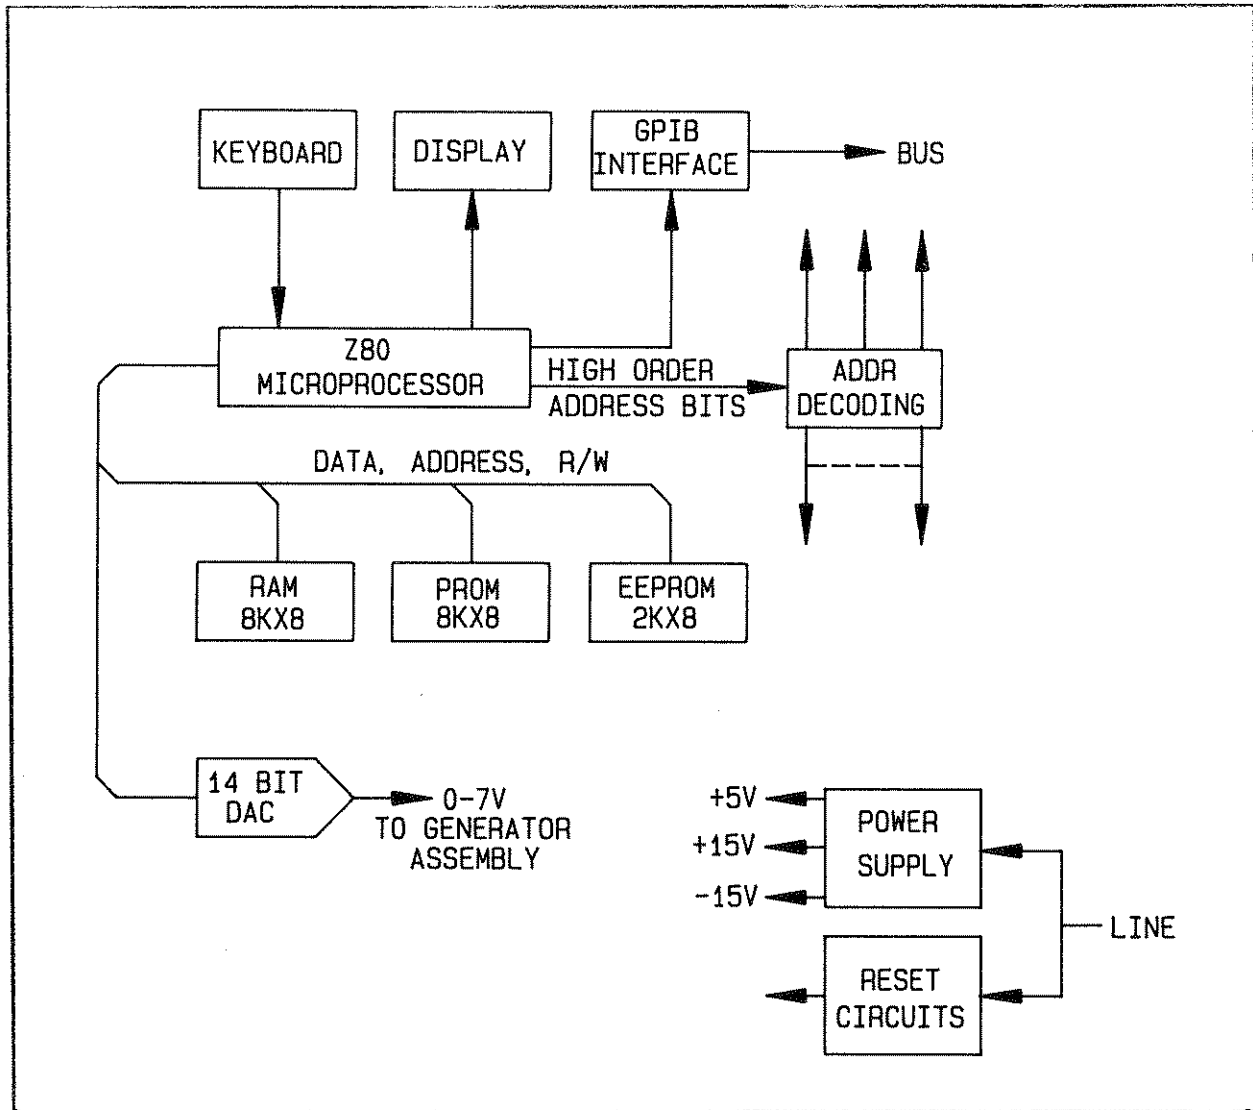 KEYBOARD
DISPLAY
GPIB
INTERFACE
BUS
Z80
MICROPROCESSOR
HIGH ORDER
ADDRESS BITS
ADDR
DECODING
DATA, ADDRESS, R/W
RAM
8KX8
PROM
8KX8
EEPROM
2KX8
14 BIT
DAC
0-7V
TO GENERATOR
ASSEMBLY
+5V
+15V
-15V
POWER
SUPPLY
LINE
RESET
CIRCUITS